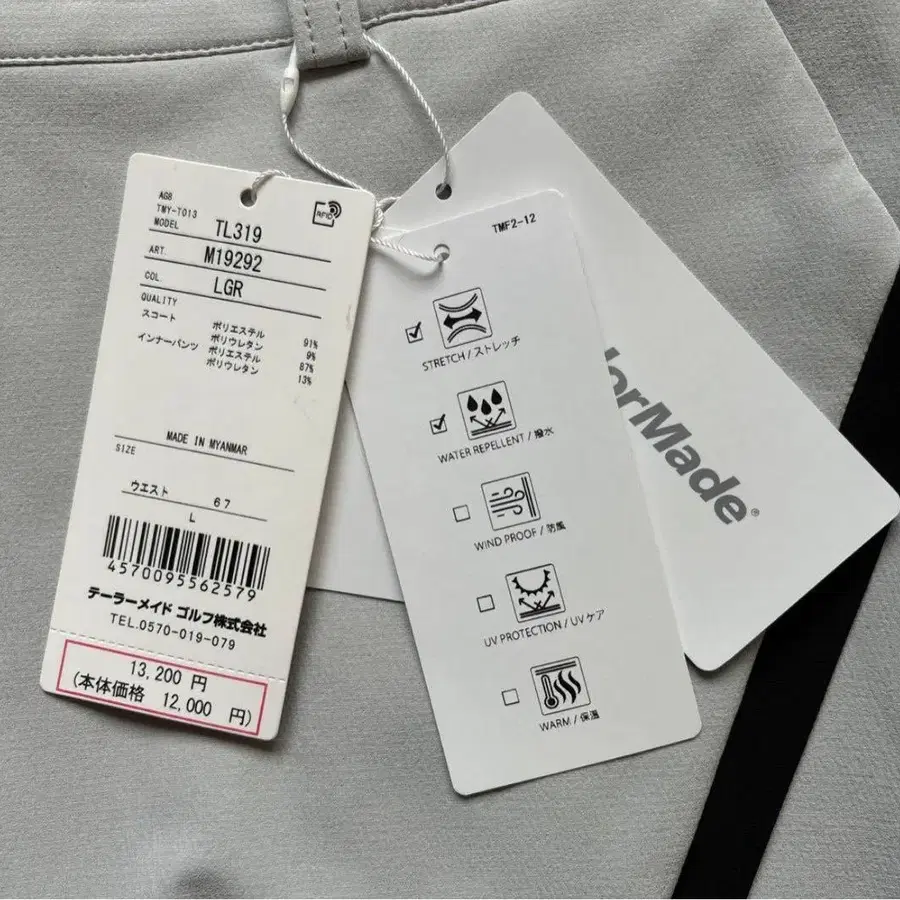 AG8
TMY-T013
MODEL TL319
RFID
ART. M19292
COL. LGR
QUALITY
スコート ポリエステル 91%
ポリウレタン 9%
インナーパンツ ポリエステル 87%
ポリウレタン 13%
MADE IN MYANMAR
SIZE
ウエスト 67
L
4570095562579
テーラーメイド ゴルフ株式会社
TEL.0570-019-079
13,200 円
(本体価格 12,000 円)
TMF2-12
STRETCH / ストレッチ
WATER REPELLENT / 撥水
WIND PROOF / 防風
UV PROTECTION / UV ケア
WARM / 保温
lorMade®